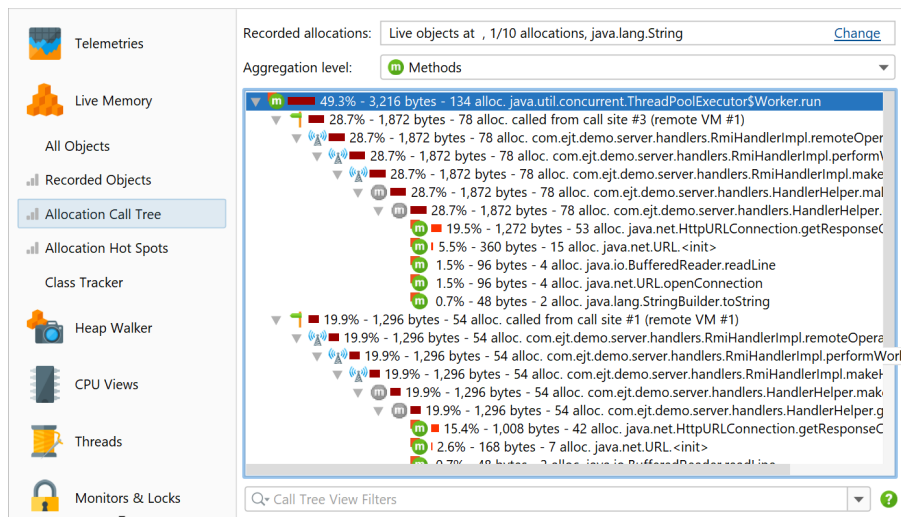 Telemetries
Live Memory
All Objects
Recorded Objects
Allocation Call Tree
Allocation Hot Spots
Class Tracker
Heap Walker
CPU Views
Threads
Monitors & Locks
Recorded allocations: Live objects at , 1/10 allocations, java.lang.String Change
Aggregation level: m Methods
m 49.3% - 3,216 bytes - 134 alloc. java.util.concurrent.ThreadPoolExecutor$Worker.run
28.7% - 1,872 bytes - 78 alloc. called from call site #3 (remote VM #1)
28.7% - 1,872 bytes - 78 alloc. com.ejt.demo.server.handlers.RmiHandlerImpl.remoteOper
28.7% - 1,872 bytes - 78 alloc. com.ejt.demo.server.handlers.RmiHandlerImpl.perform
28.7% - 1,872 bytes - 78 alloc. com.ejt.demo.server.handlers.RmiHandlerImpl.make
m 28.7% - 1,872 bytes - 78 alloc. com.ejt.demo.server.handlers.HandlerHelper.mal
m 28.7% - 1,872 bytes - 78 alloc. com.ejt.demo.server.handlers.HandlerHelper.
m 19.5% - 1,272 bytes - 53 alloc. java.net.HttpURLConnection.getResponseC
m 5.5% - 360 bytes - 15 alloc. java.net.URL.<init>
m 1.5% - 96 bytes - 4 alloc. java.io.BufferedReader.readLine
m 1.5% - 96 bytes - 4 alloc. java.net.URL.openConnection
m 0.7% - 48 bytes - 2 alloc. java.lang.StringBuilder.toString
19.9% - 1,296 bytes - 54 alloc. called from call site #1 (remote VM #1)
19.9% - 1,296 bytes - 54 alloc. com.ejt.demo.server.handlers.RmiHandlerImpl.remoteOpera
19.9% - 1,296 bytes - 54 alloc. com.ejt.demo.server.handlers.RmiHandlerImpl.performWor
19.9% - 1,296 bytes - 54 alloc. com.ejt.demo.server.handlers.RmiHandlerImpl.makeH
m 19.9% - 1,296 bytes - 54 alloc. com.ejt.demo.server.handlers.HandlerHelper.mak
m 19.9% - 1,296 bytes - 54 alloc. com.ejt.demo.server.handlers.HandlerHelper.g
m 15.4% - 1,008 bytes - 42 alloc. java.net.HttpURLConnection.getResponseC
m 2.6% - 168 bytes - 7 alloc. java.net.URL.<init>
0.7% - 48 bytes - 2 alloc. java.io.BufferedReader.readLine
Call Tree View Filters
?